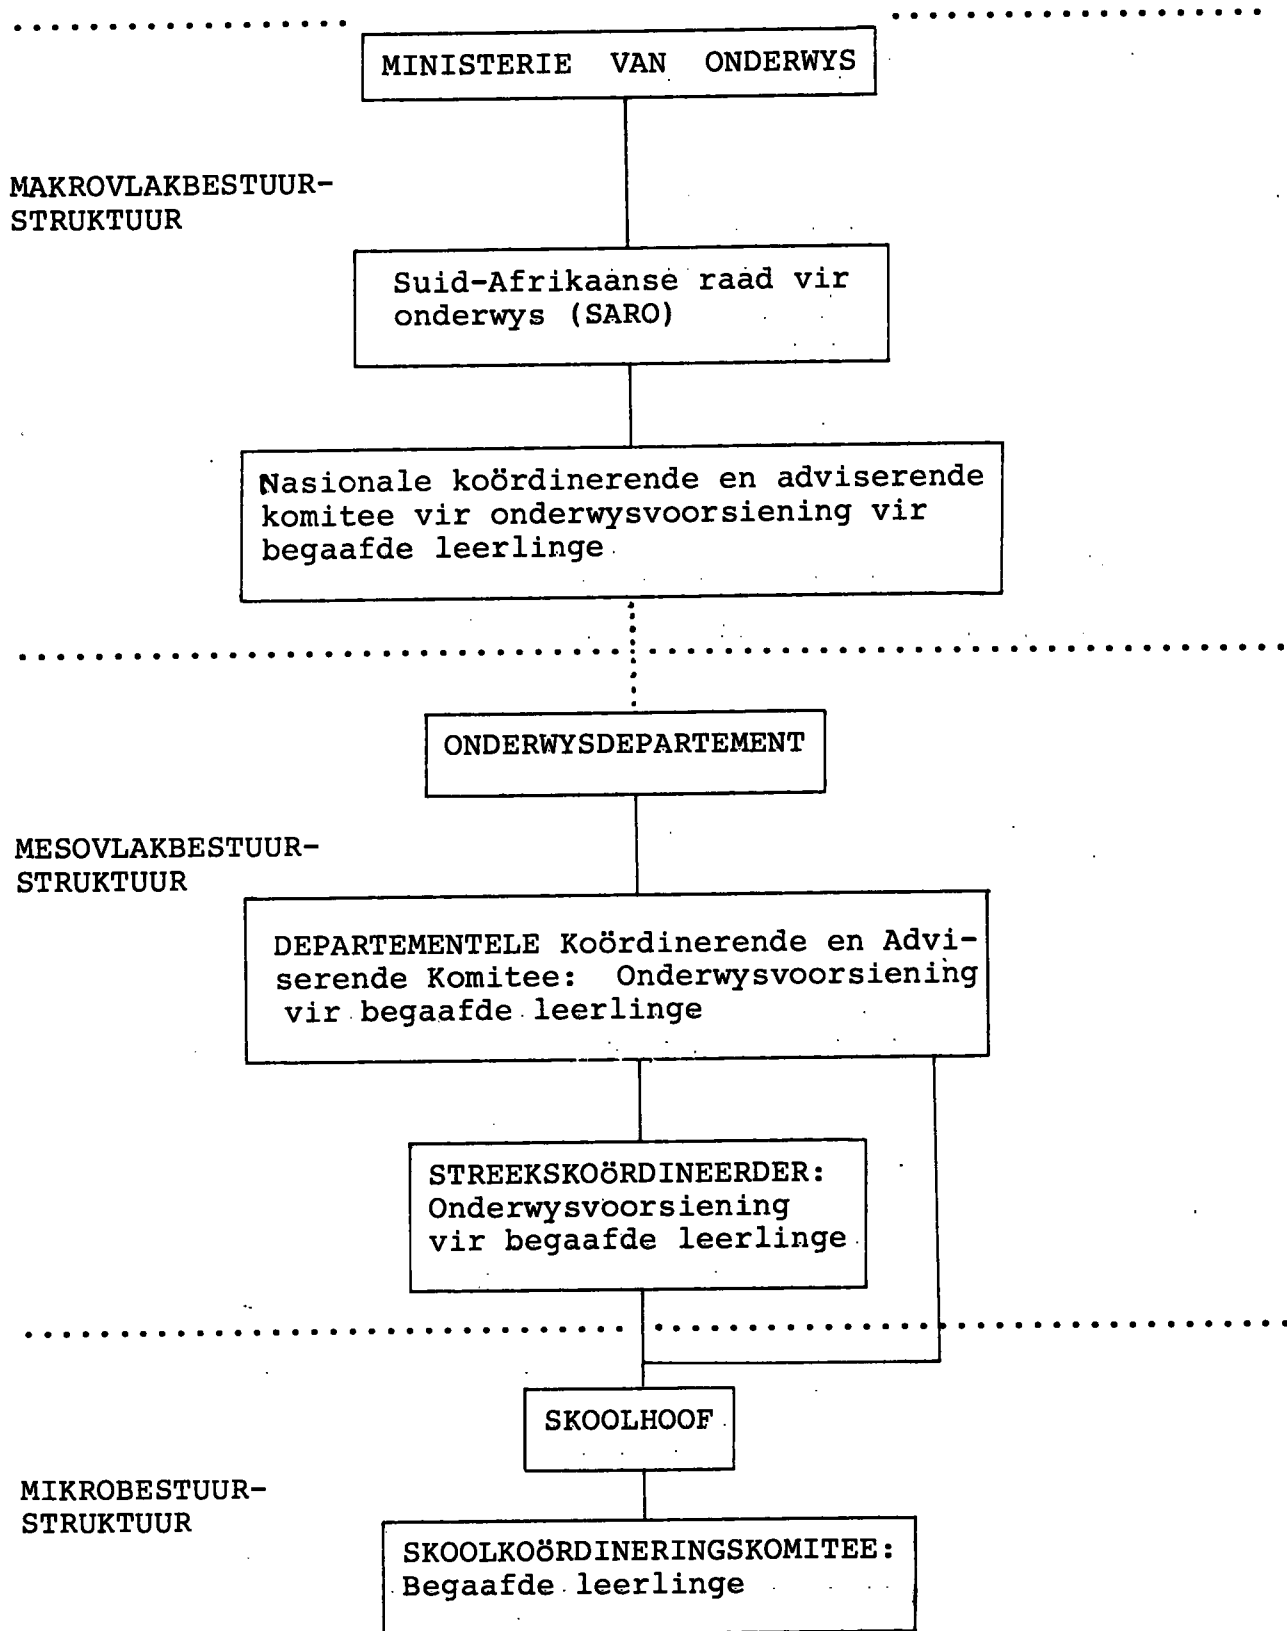 MINISTERIE VAN ONDERWYS
MAKROVLAKBESTUUR-
STRUKTUUR
Suid-Afrikaanse raad vir
onderwys (SARO)
Nasionale koördinerende en adviserende
komitee vir onderwysvoorsiening vir
begaafde leerlinge
ONDERWYSDEPARTEMENT
MESOVLAKBESTUUR-
STRUKTUUR
DEPARTEMENTELE Koördinerende en Advi-
serende Komitee: Onderwysvoorsiening
vir begaafde leerlinge
STREEKSKOöRDINEERDER:
Onderwysvoorsiening
vir begaafde leerlinge
SKOOLHOOF
MIKROBESTUUR-
STRUKTUUR
SKOOLKOöRDINERINGSKOMITEE:
Begaafde leerlinge